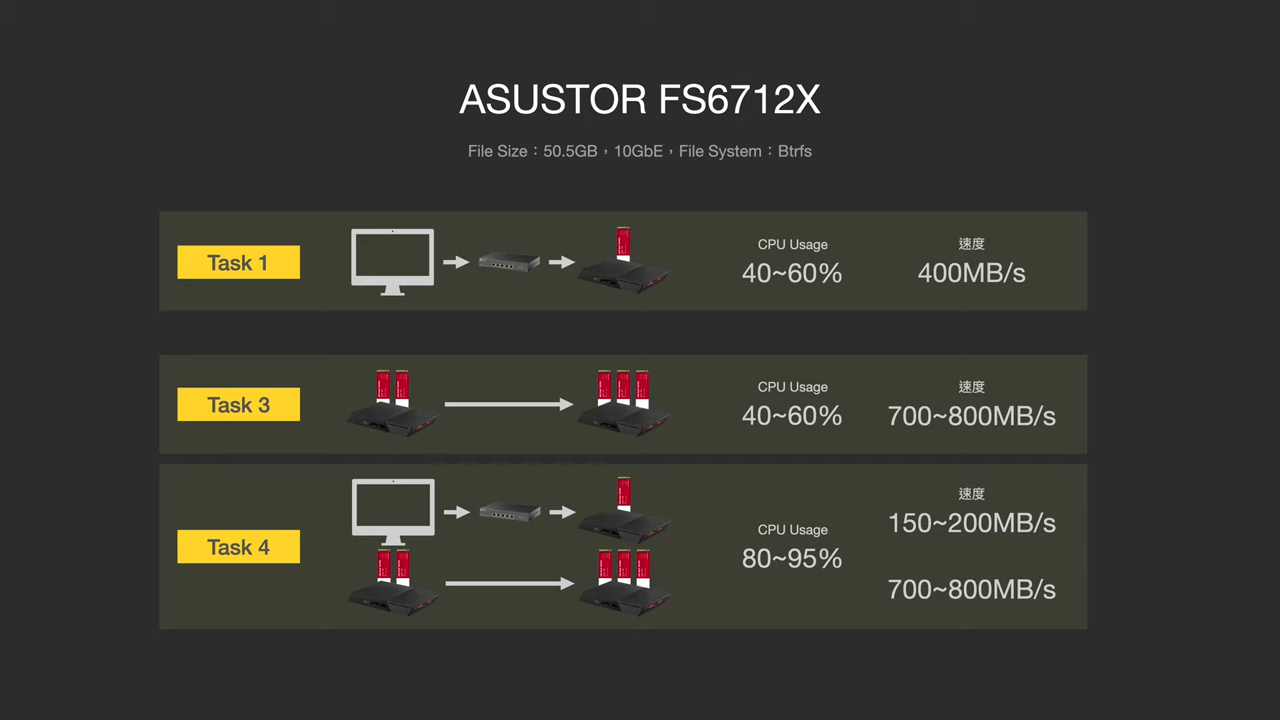 ASUSTOR FS6712X
File Size：50.5GB，10GbE，File System：Btrfs
Task 1
CPU Usage
40~60%
速度
400MB/s
Task 3
CPU Usage
40~60%
速度
700~800MB/s
Task 4
CPU Usage
80~95%
速度
150~200MB/s
700~800MB/s